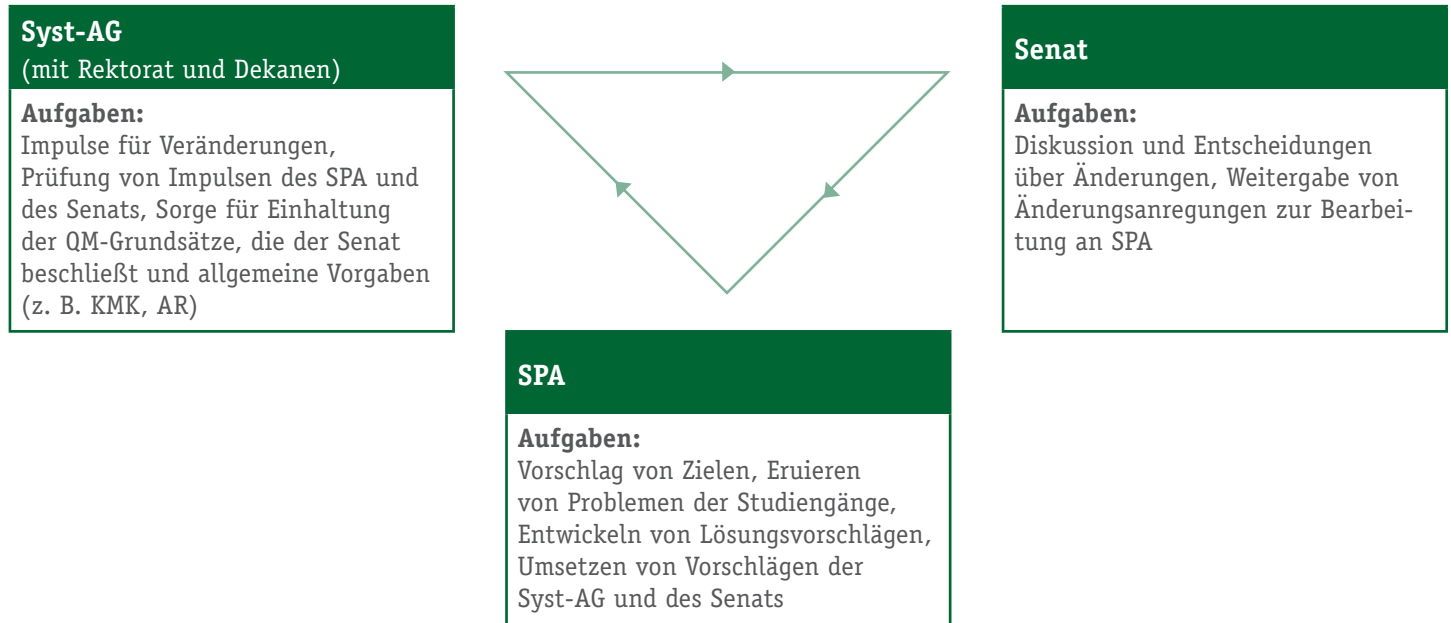 Syst-AG
(mit Rektorat und Dekanen)
Aufgaben:
Impulse für Veränderungen,
Prüfung von Impulsen des SPA und
des Senats, Sorge für Einhaltung
der QM-Grundsätze, die der Senat
beschließt und allgemeine Vorgaben
(z. B. KMK, AR)
Senat
Aufgaben:
Diskussion und Entscheidungen
über Änderungen, Weitergabe von
Änderungsanregungen zur Bearbei-
tung an SPA
SPA
Aufgaben:
Vorschlag von Zielen, Eruieren
von Problemen der Studiengänge,
Entwickeln von Lösungsvorschlägen,
Umsetzen von Vorschlägen der
Syst-AG und des Senats